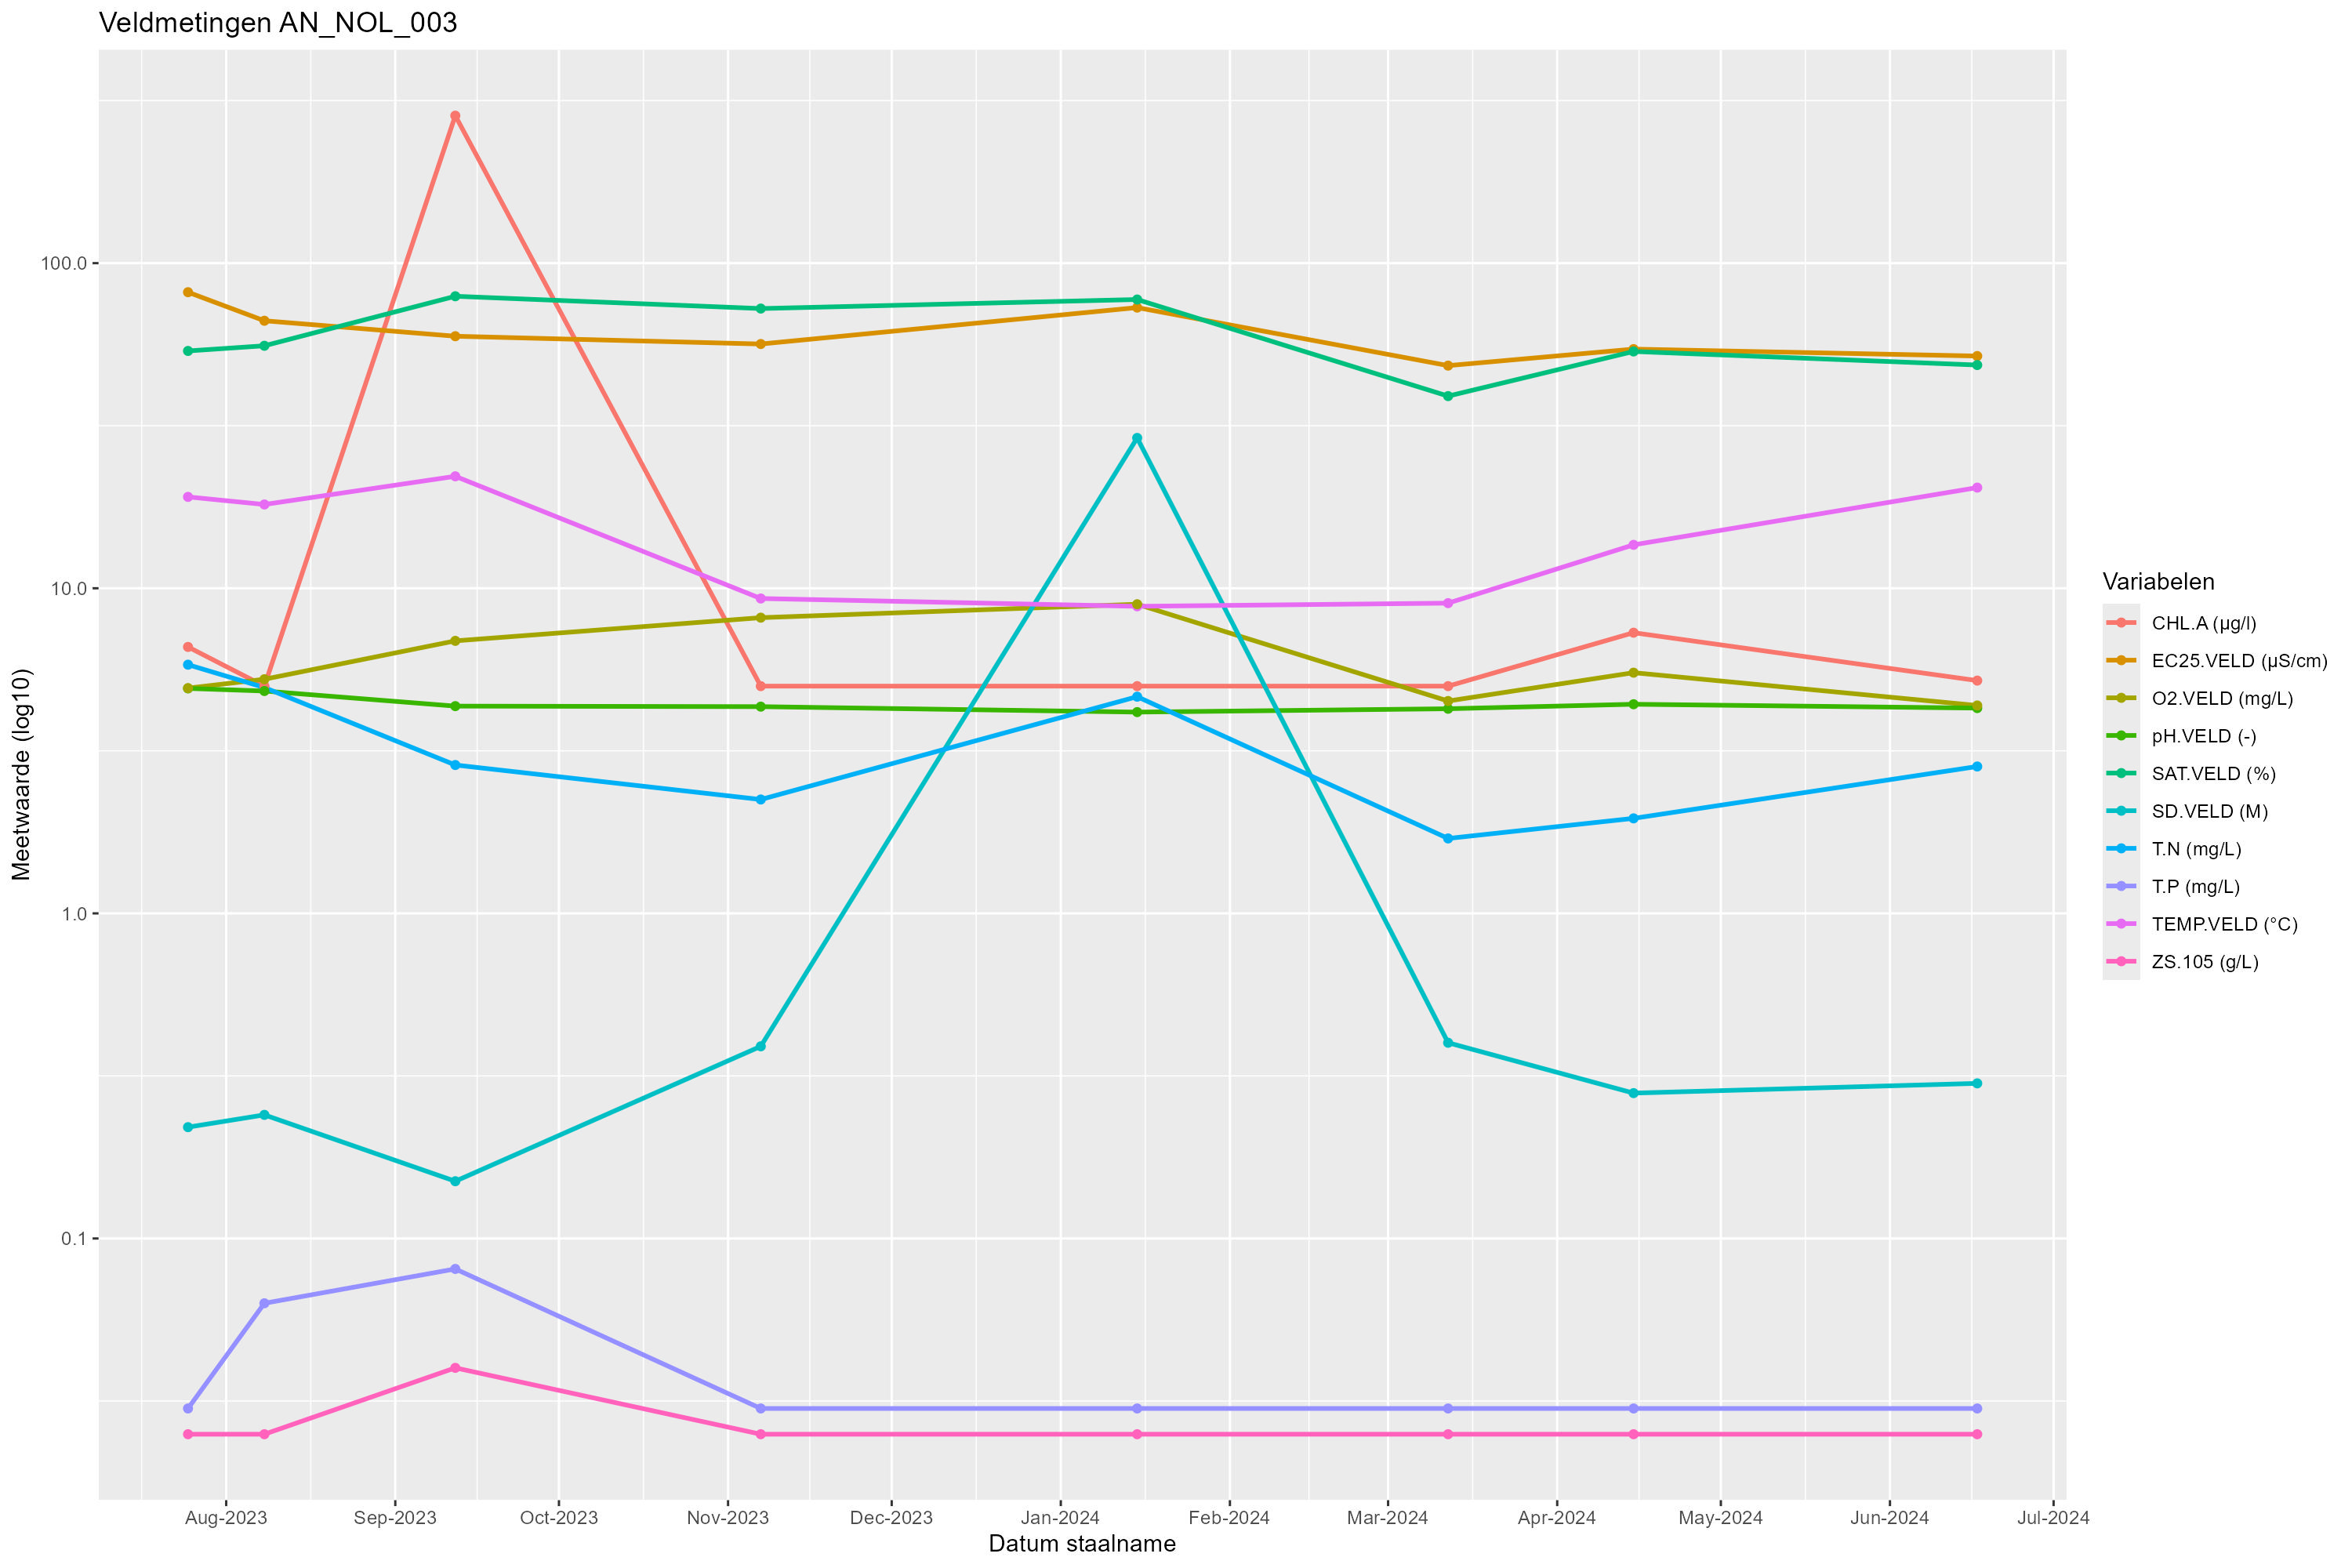 Veldmetingen AN_NOL_003
Meetwaarde (log10)
100.0
10.0
1.0
0.1
Aug-2023
Sep-2023
Oct-2023
Nov-2023
Dec-2023
Jan-2024
Feb-2024
Mar-2024
Apr-2024
May-2024
Jun-2024
Jul-2024
Datum staalname
Variabelen
CHL.A (µg/l)
EC25.VELD (µS/cm)
O2.VELD (mg/L)
pH.VELD (-)
SAT.VELD (%)
SD.VELD (M)
T.N (mg/L)
T.P (mg/L)
TEMP.VELD (°C)
ZS.105 (g/L)